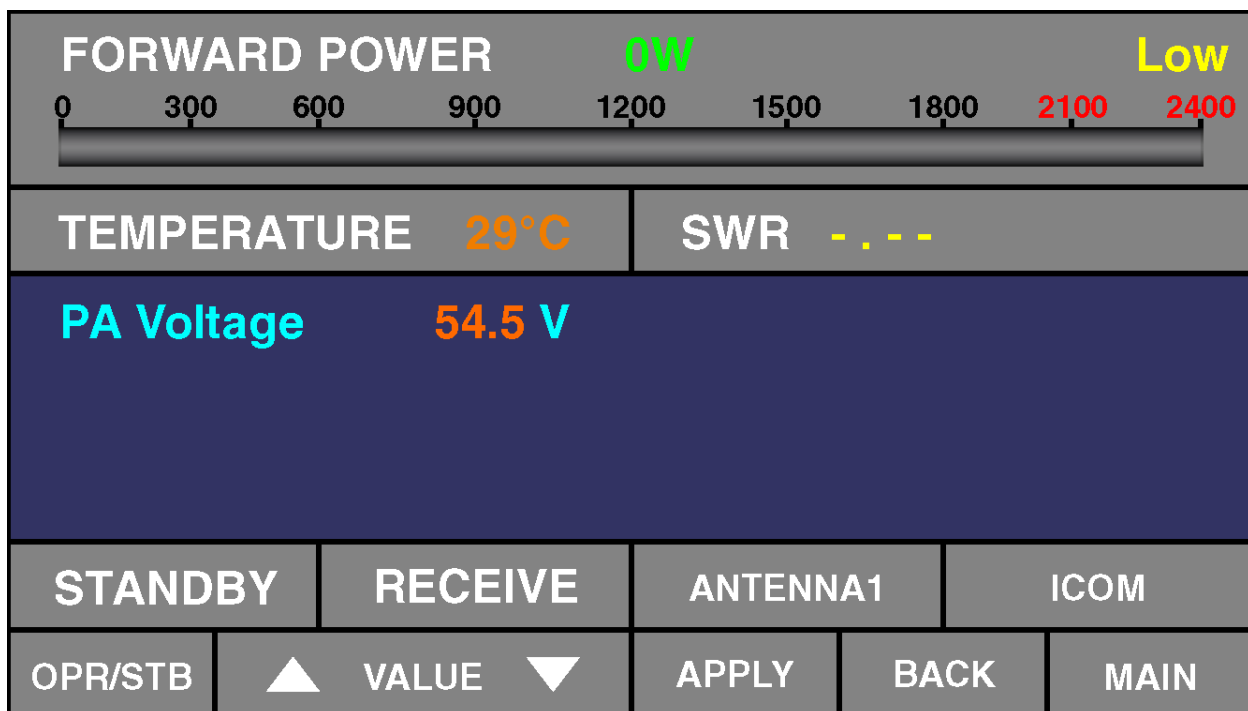 FORWARD POWER 0W Low
0 300 600 900 1200 1500 1800 2100 2400
TEMPERATURE 29°C SWR -.--
PA Voltage 54.5 V
STANDBY RECEIVE ANTENNA1 ICOM
OPR/STB ▲ VALUE ▼ APPLY BACK MAIN